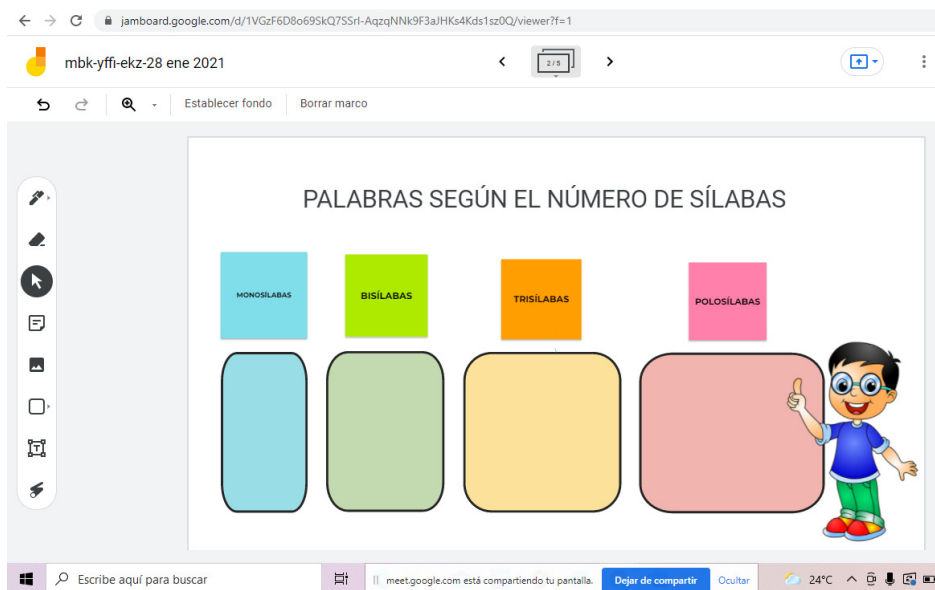 jamboard.google.com/d/1VGzF6D8o69SkQ7SSrI-AqzqNNk9F3aJHKs4Kds1sz0Q/viewer?f=1
mbk-yffi-ekz-28 ene 2021
2 / 5
Establecer fondo
Borrar marco
PALABRAS SEGÚN EL NÚMERO DE SÍLABAS
MONOSÍLABAS
BISÍLABAS
TRISÍLABAS
POLOSÍLABAS
Escribe aquí para buscar
meet.google.com está compartiendo tu pantalla.
Dejar de compartir
Ocultar
24°C